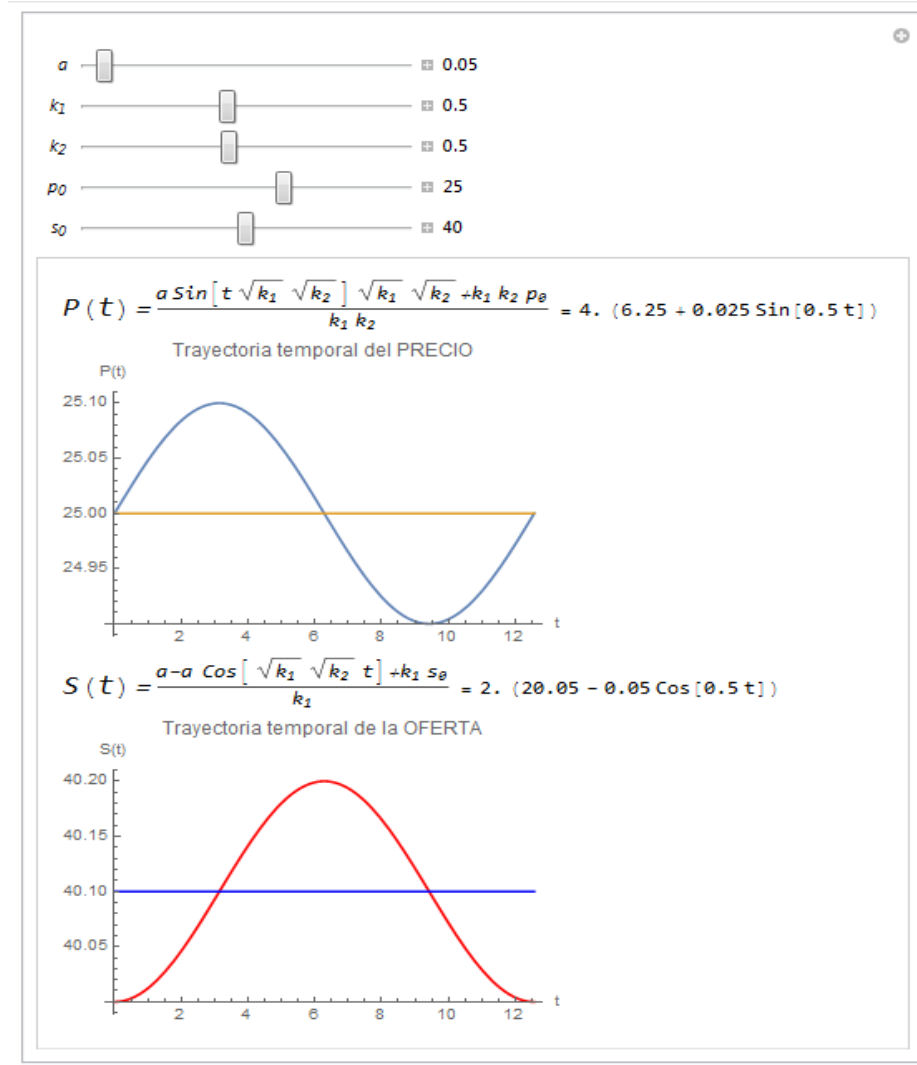 a 0.05
k₁ 0.5
k₂ 0.5
p₀ 25
s₀ 40
P(t)=(a Sin[t √k₁ √k₂] √k₁ √k₂+k₁ k₂ p₀)/(k₁ k₂) = 4. (6.25 + 0.025 Sin[0.5 t])
Trayectoria temporal del PRECIO
P(t)
25.10
25.05
25.00
24.95
2 4 6 8 10 12 t
S(t)=(a-a Cos[√k₁ √k₂ t]+k₁ s₀)/k₁ = 2. (20.05 - 0.05 Cos[0.5 t])
Trayectoria temporal de la OFERTA
S(t)
40.20
40.15
40.10
40.05
2 4 6 8 10 12 t